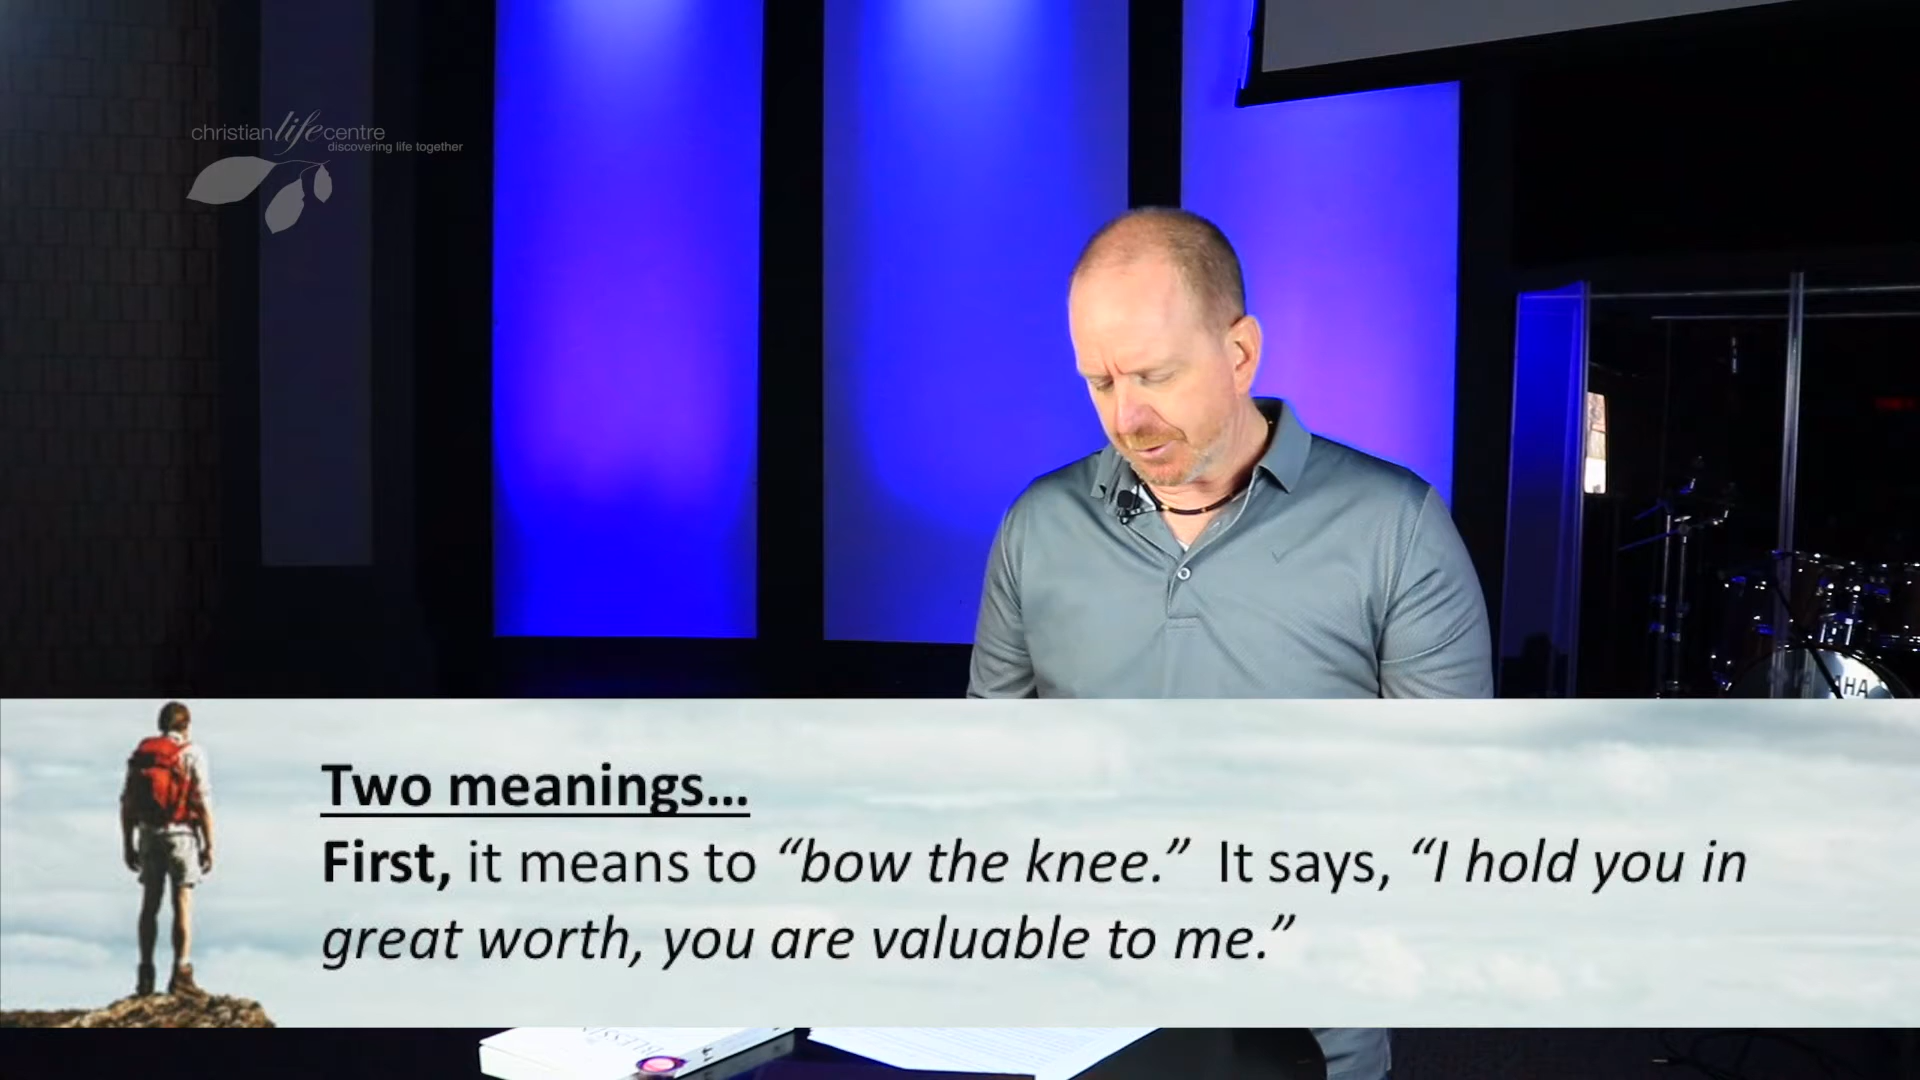 christian life centre
discovering life together
Two meanings…
First, it means to “bow the knee.” It says, “I hold you in
great worth, you are valuable to me.”
AHA